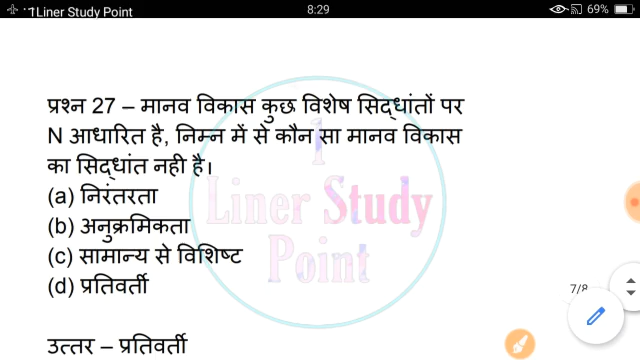 1Liner Study Point 8:29 69%
प्रश्न 27 – मानव विकास कुछ विशेष सिद्धांतों पर
N आधारित है, निम्न में से कौन सा मानव विकास
का सिद्धांत नही है।
(a) निरंतरता
(b) अनुक्रमिकता
(c) सामान्य से विशिष्ट
(d) प्रतिवर्ती
उत्तर – प्रतिवर्ती
1
Liner Study
Point
7/8